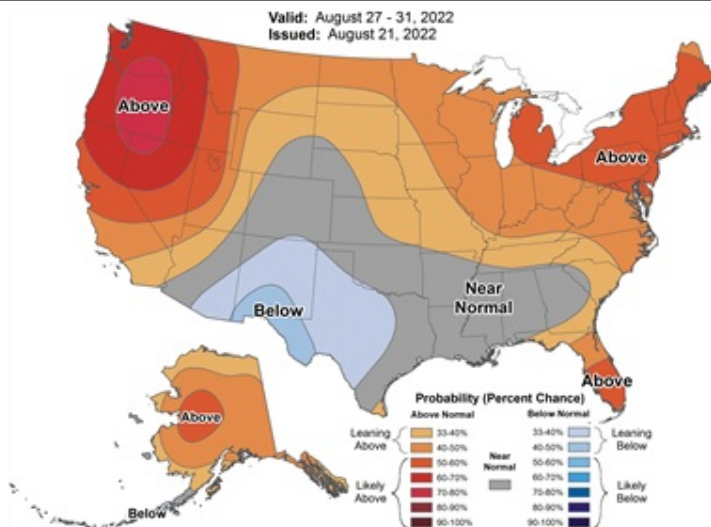 Valid: August 27 - 31, 2022
Issued: August 21, 2022
Above
Above
Near
Normal
Below
Above
Above
Below
Probability (Percent Chance)
Above Normal
Below Normal
Leaning
Above
33-40%
40-50%
50-60%
60-70%
70-80%
80-90%
90-100%
Likely
Above
Near
Normal
33-40%
40-50%
50-60%
60-70%
70-80%
80-90%
90-100%
Leaning
Below
Likely
Below